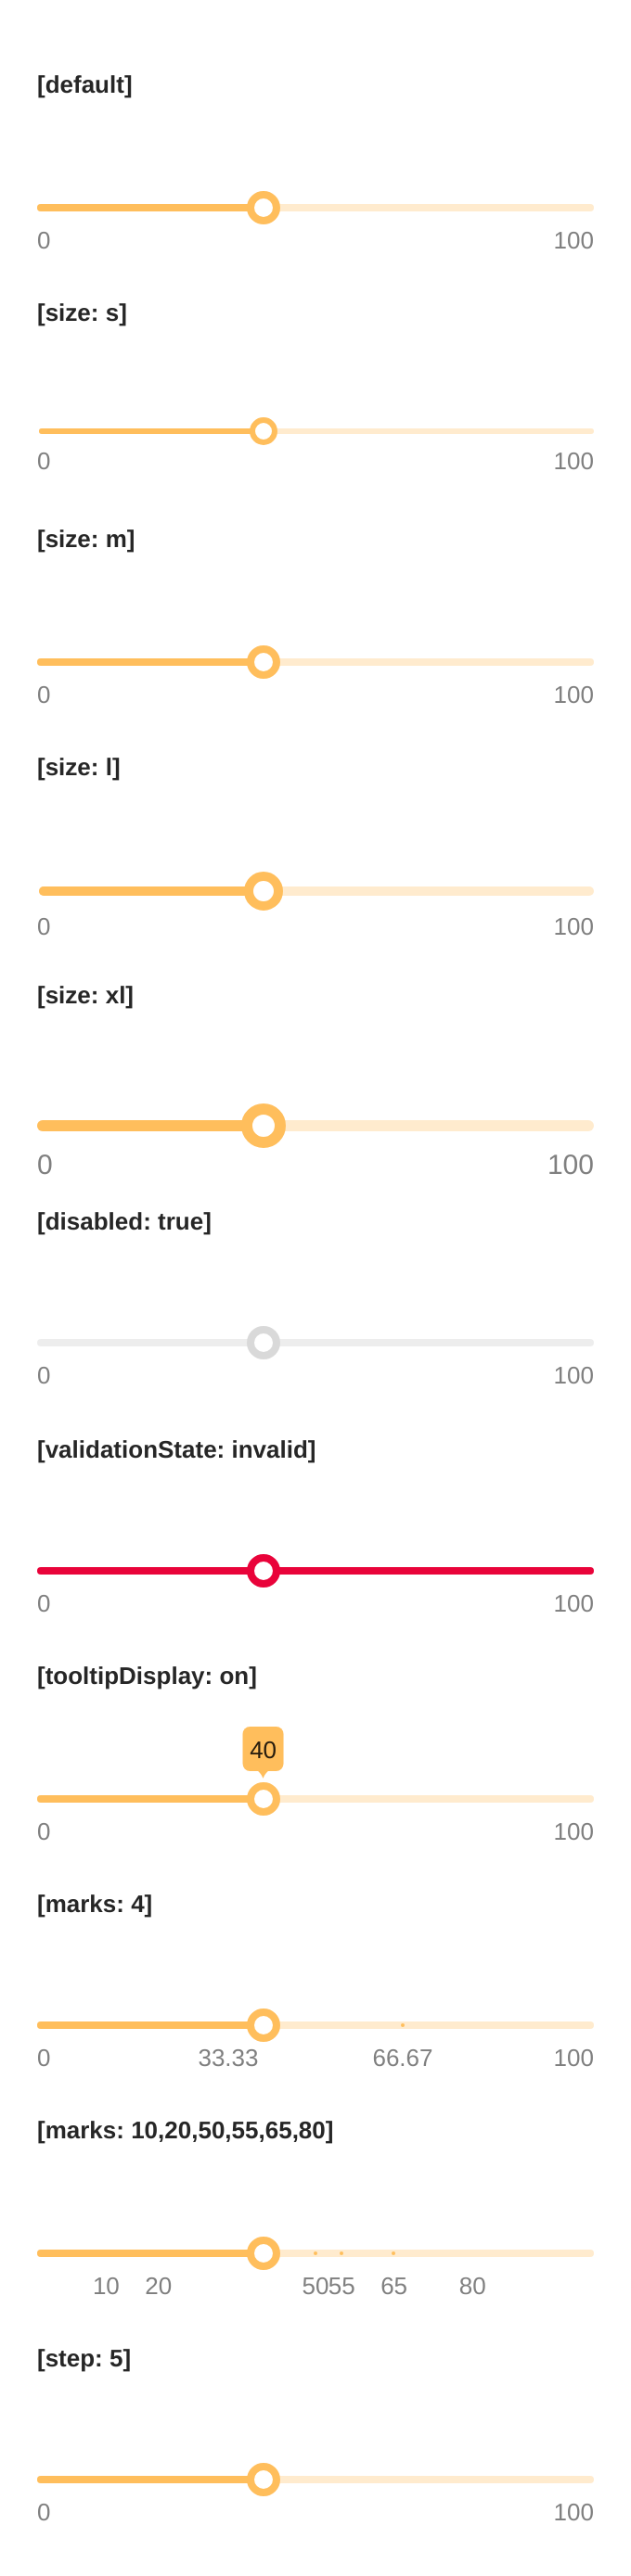 [default]
0 100
[size: s]
0 100
[size: m]
0 100
[size: l]
0 100
[size: xl]
0 100
[disabled: true]
0 100
[validationState: invalid]
0 100
[tooltipDisplay: on]
40
0 100
[marks: 4]
0 33.33 66.67 100
[marks: 10,20,50,55,65,80]
10 20 50 55 65 80
[step: 5]
0 100